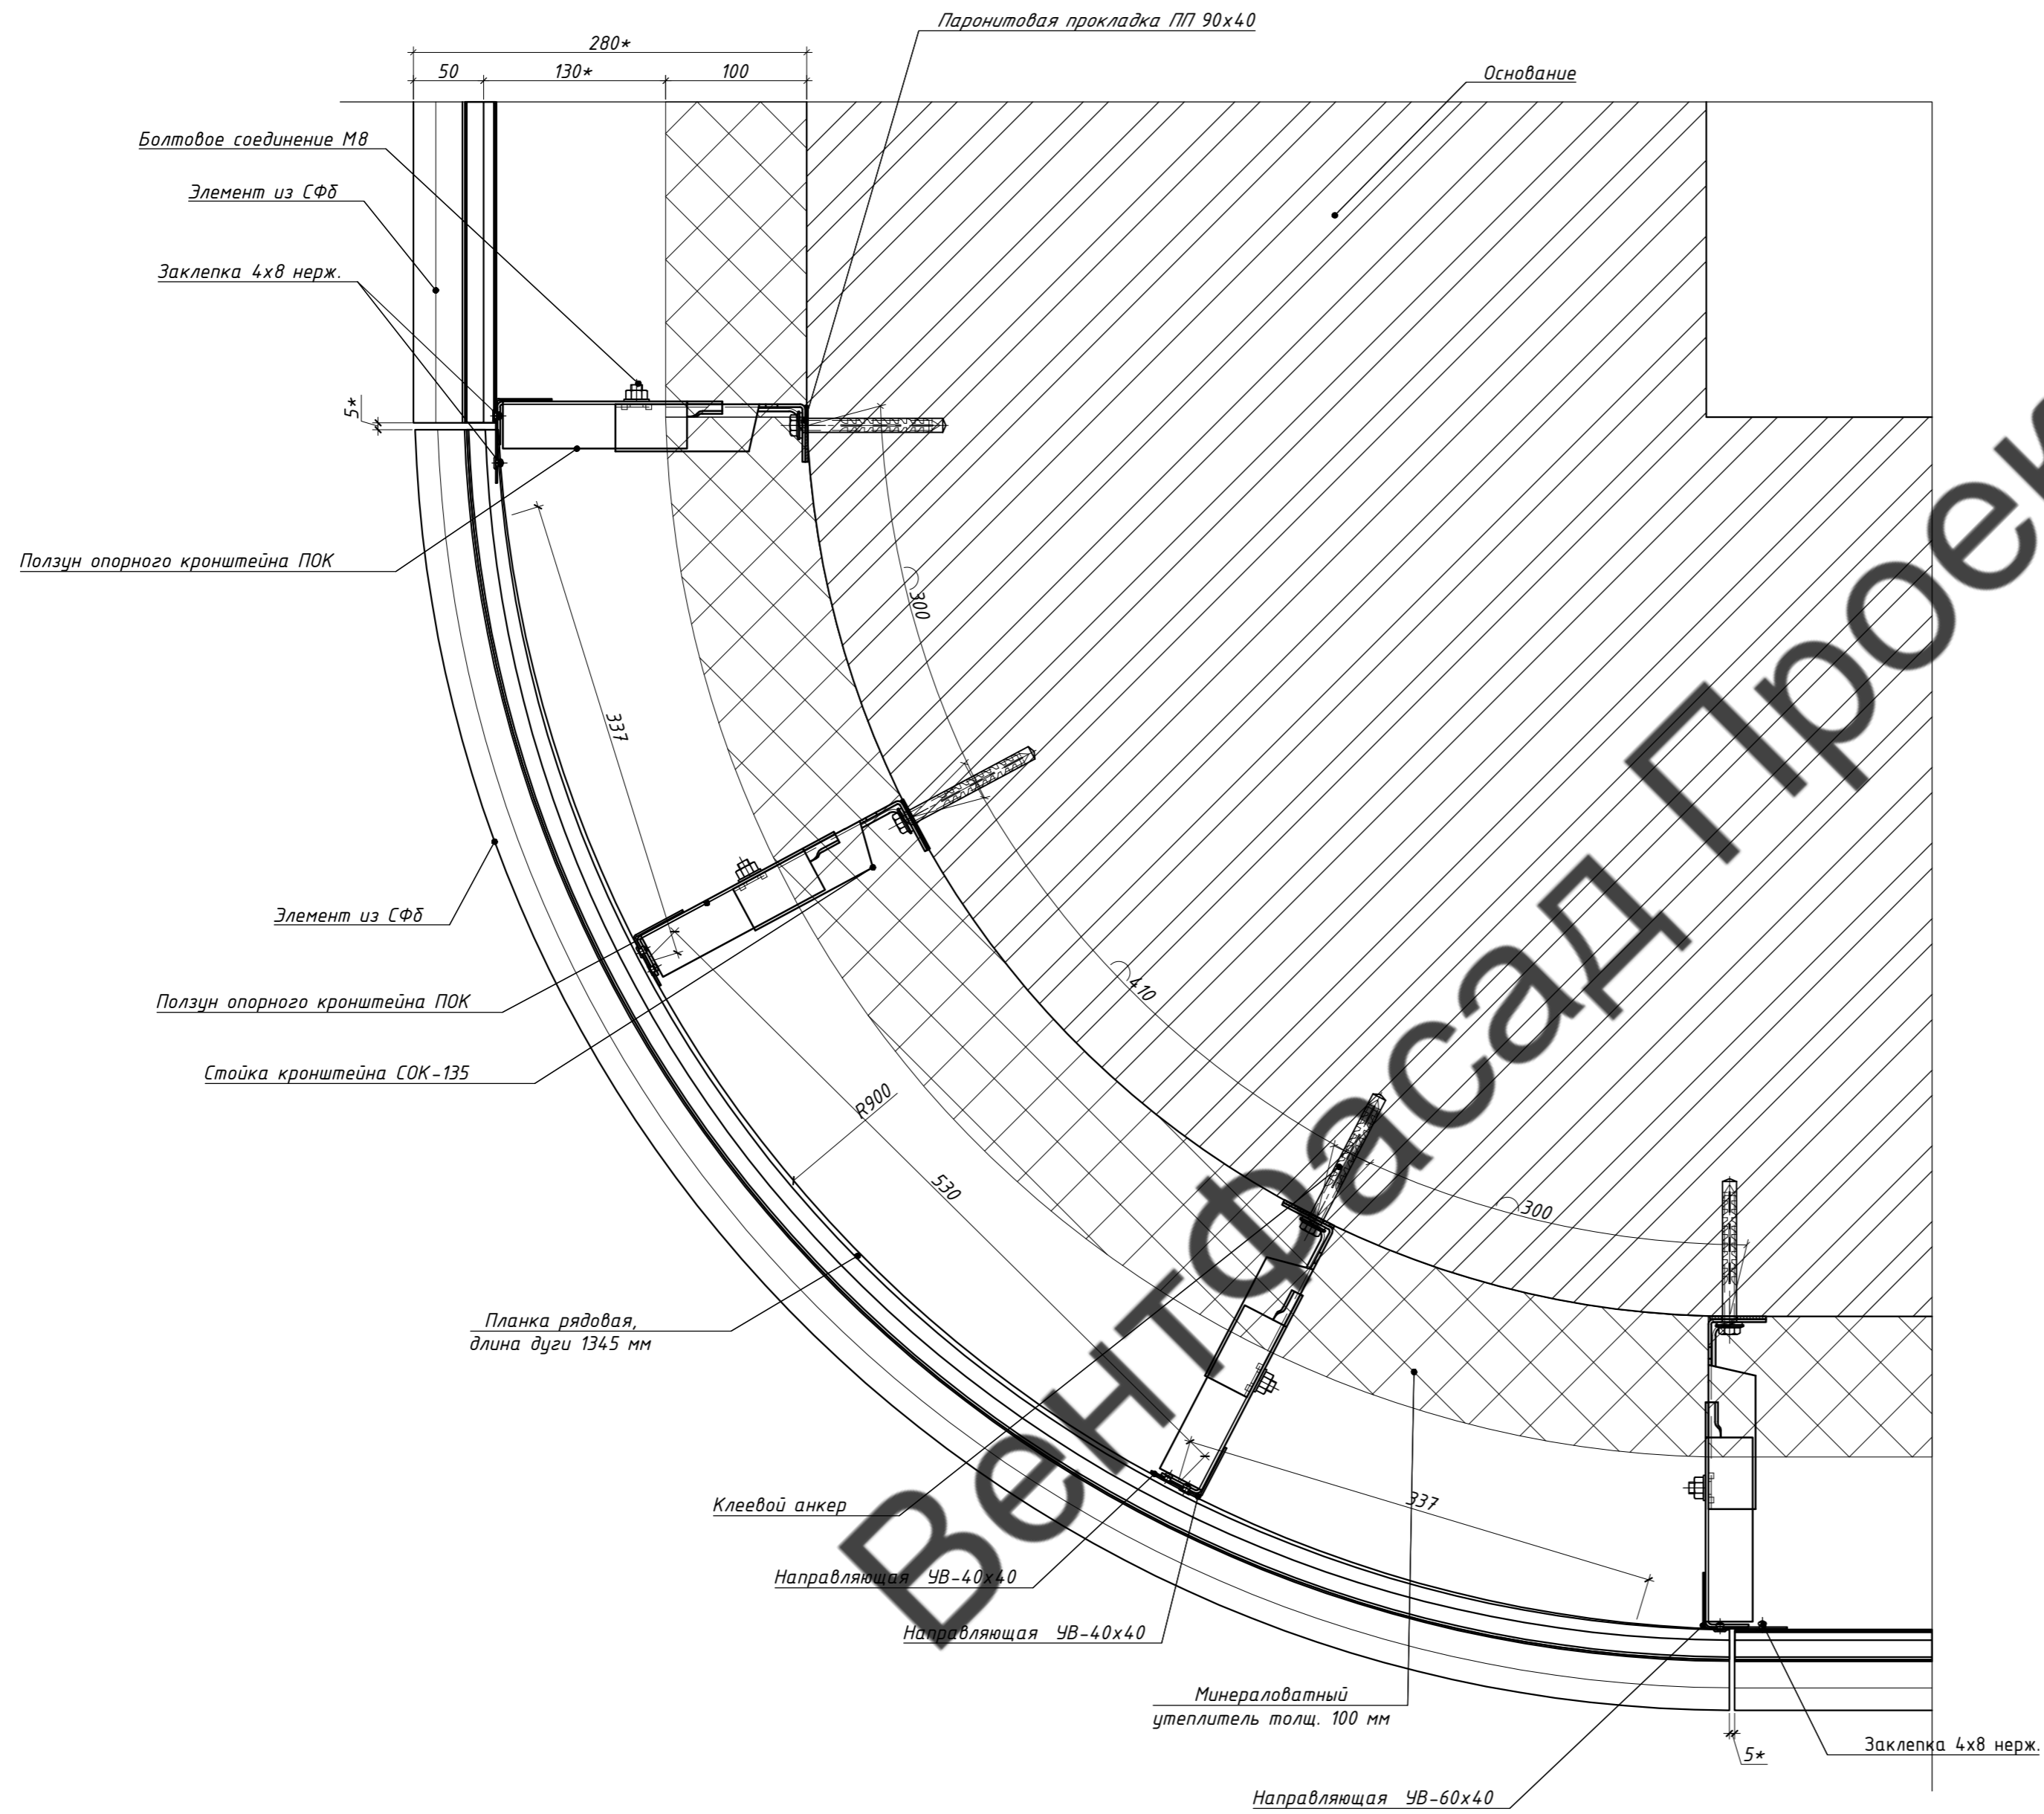 Паронитовая прокладка ПП 90х40
280*
50
130*
100
Основание
Болтовое соединение М8
Элемент из СФб
Заклепка 4х8 нерж.
5*
Ползун опорного кронштейна ПОК
300
337
Элемент из СФб
Ползун опорного кронштейна ПОК
410
Стойка кронштейна СОК-135
R900
530
300
Планка рядовая,
длина дуги 1345 мм
Клеевой анкер
337
Направляющая УВ-40х40
Направляющая УВ-40х40
Минераловатный
утеплитель толщ. 100 мм
Заклепка 4х8 нерж.
5*
Направляющая УВ-60х40
ВентФасад Проек